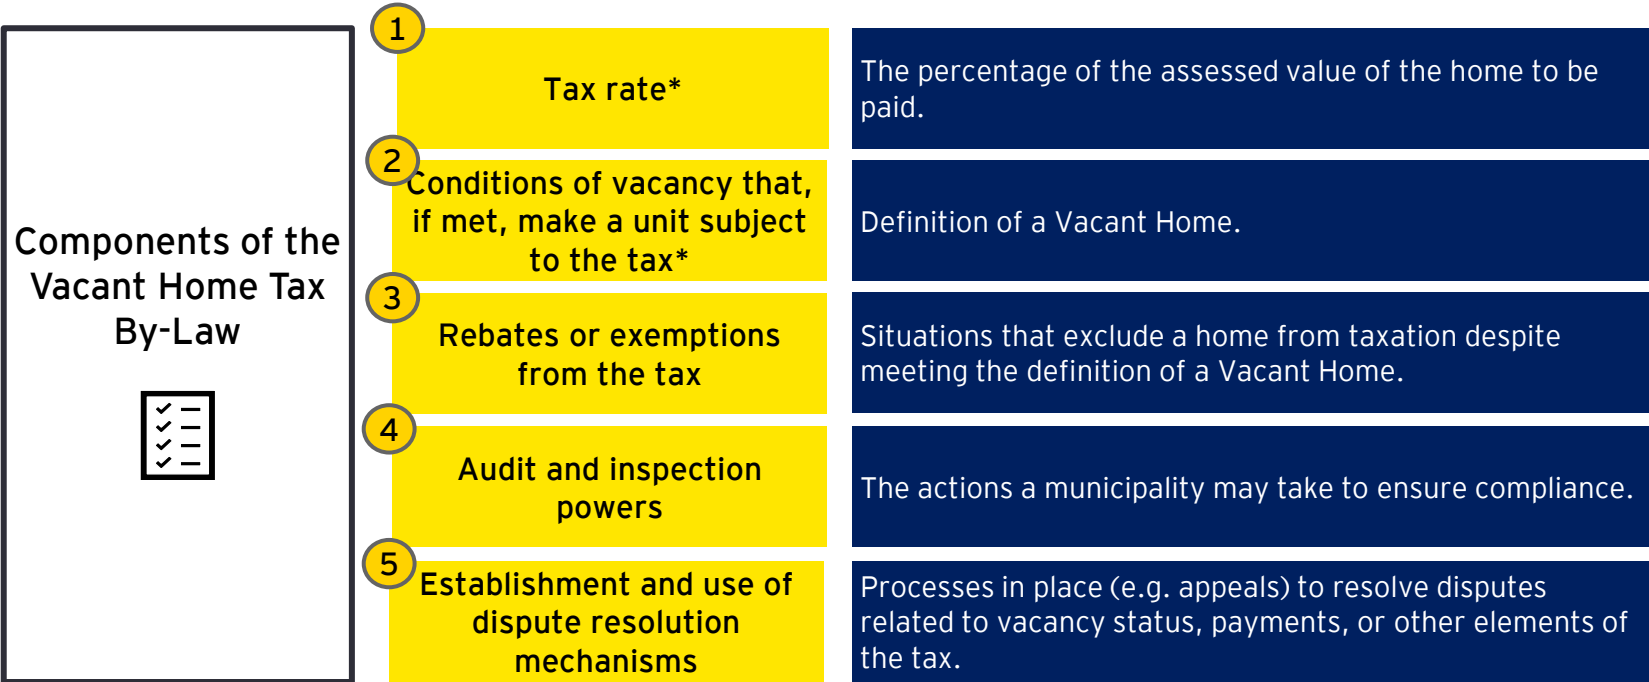 Components of the
Vacant Home Tax
By-Law
1
Tax rate*
The percentage of the assessed value of the home to be
paid.
2
Conditions of vacancy that,
if met, make a unit subject
to the tax*
Definition of a Vacant Home.
3
Rebates or exemptions
from the tax
Situations that exclude a home from taxation despite
meeting the definition of a Vacant Home.
4
Audit and inspection
powers
The actions a municipality may take to ensure compliance.
5
Establishment and use of
dispute resolution
mechanisms
Processes in place (e.g. appeals) to resolve disputes
related to vacancy status, payments, or other elements of
the tax.